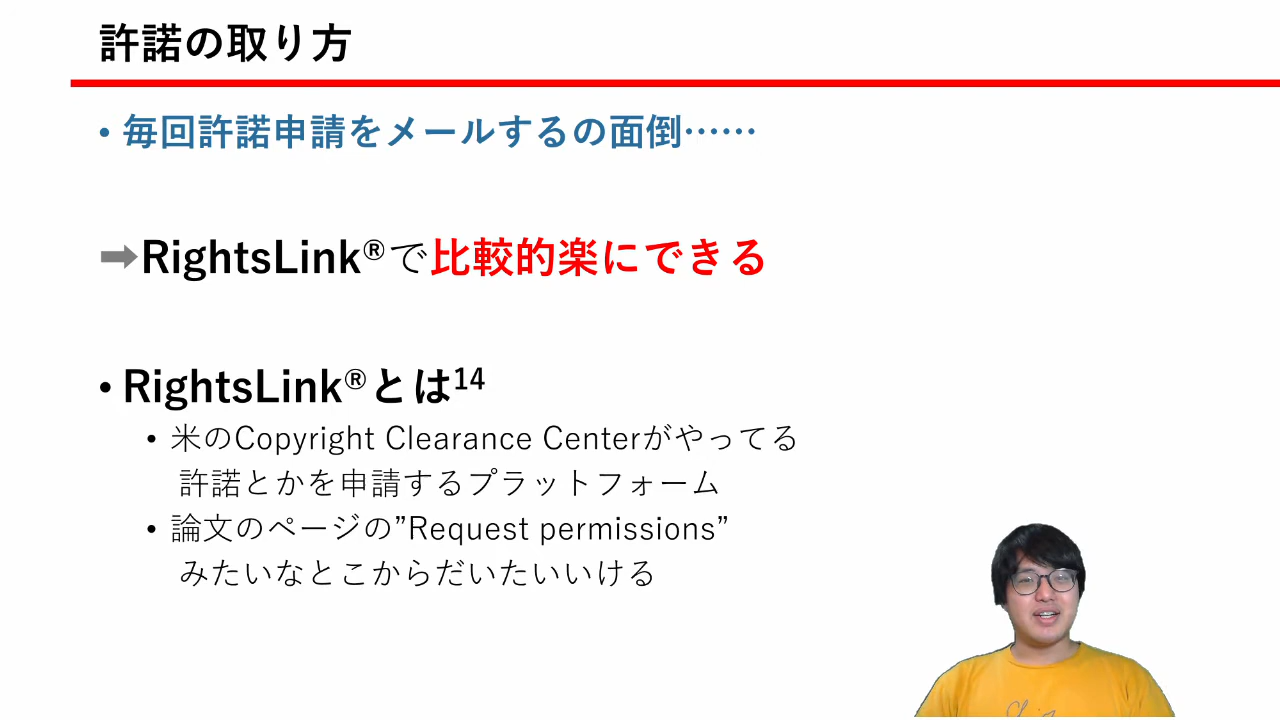 許諾の取り方
• 毎回許諾申請をメールするの面倒……
➡RightsLink®で比較的楽にできる
• RightsLink®とは14
• 米のCopyright Clearance Centerがやってる
許諾とかを申請するプラットフォーム
• 論文のページの”Request permissions”
みたいなとこからだいたいいける